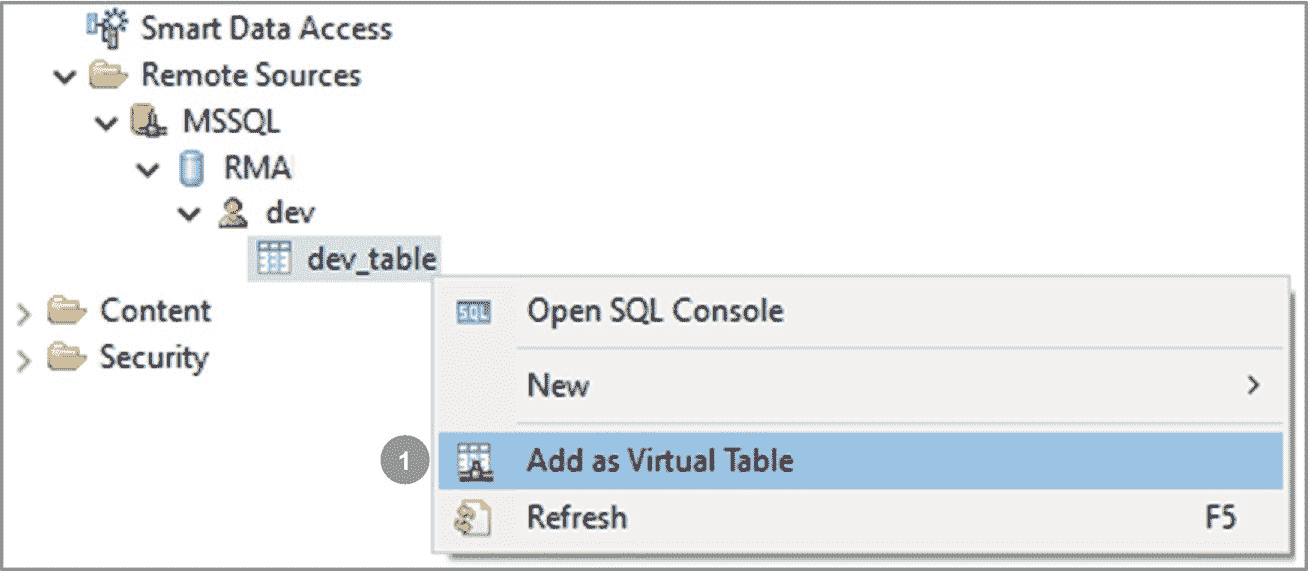 Smart Data Access
Remote Sources
MSSQL
RMA
dev
dev_table
Content
Security
SQL Open SQL Console
New
1 Add as Virtual Table
Refresh F5